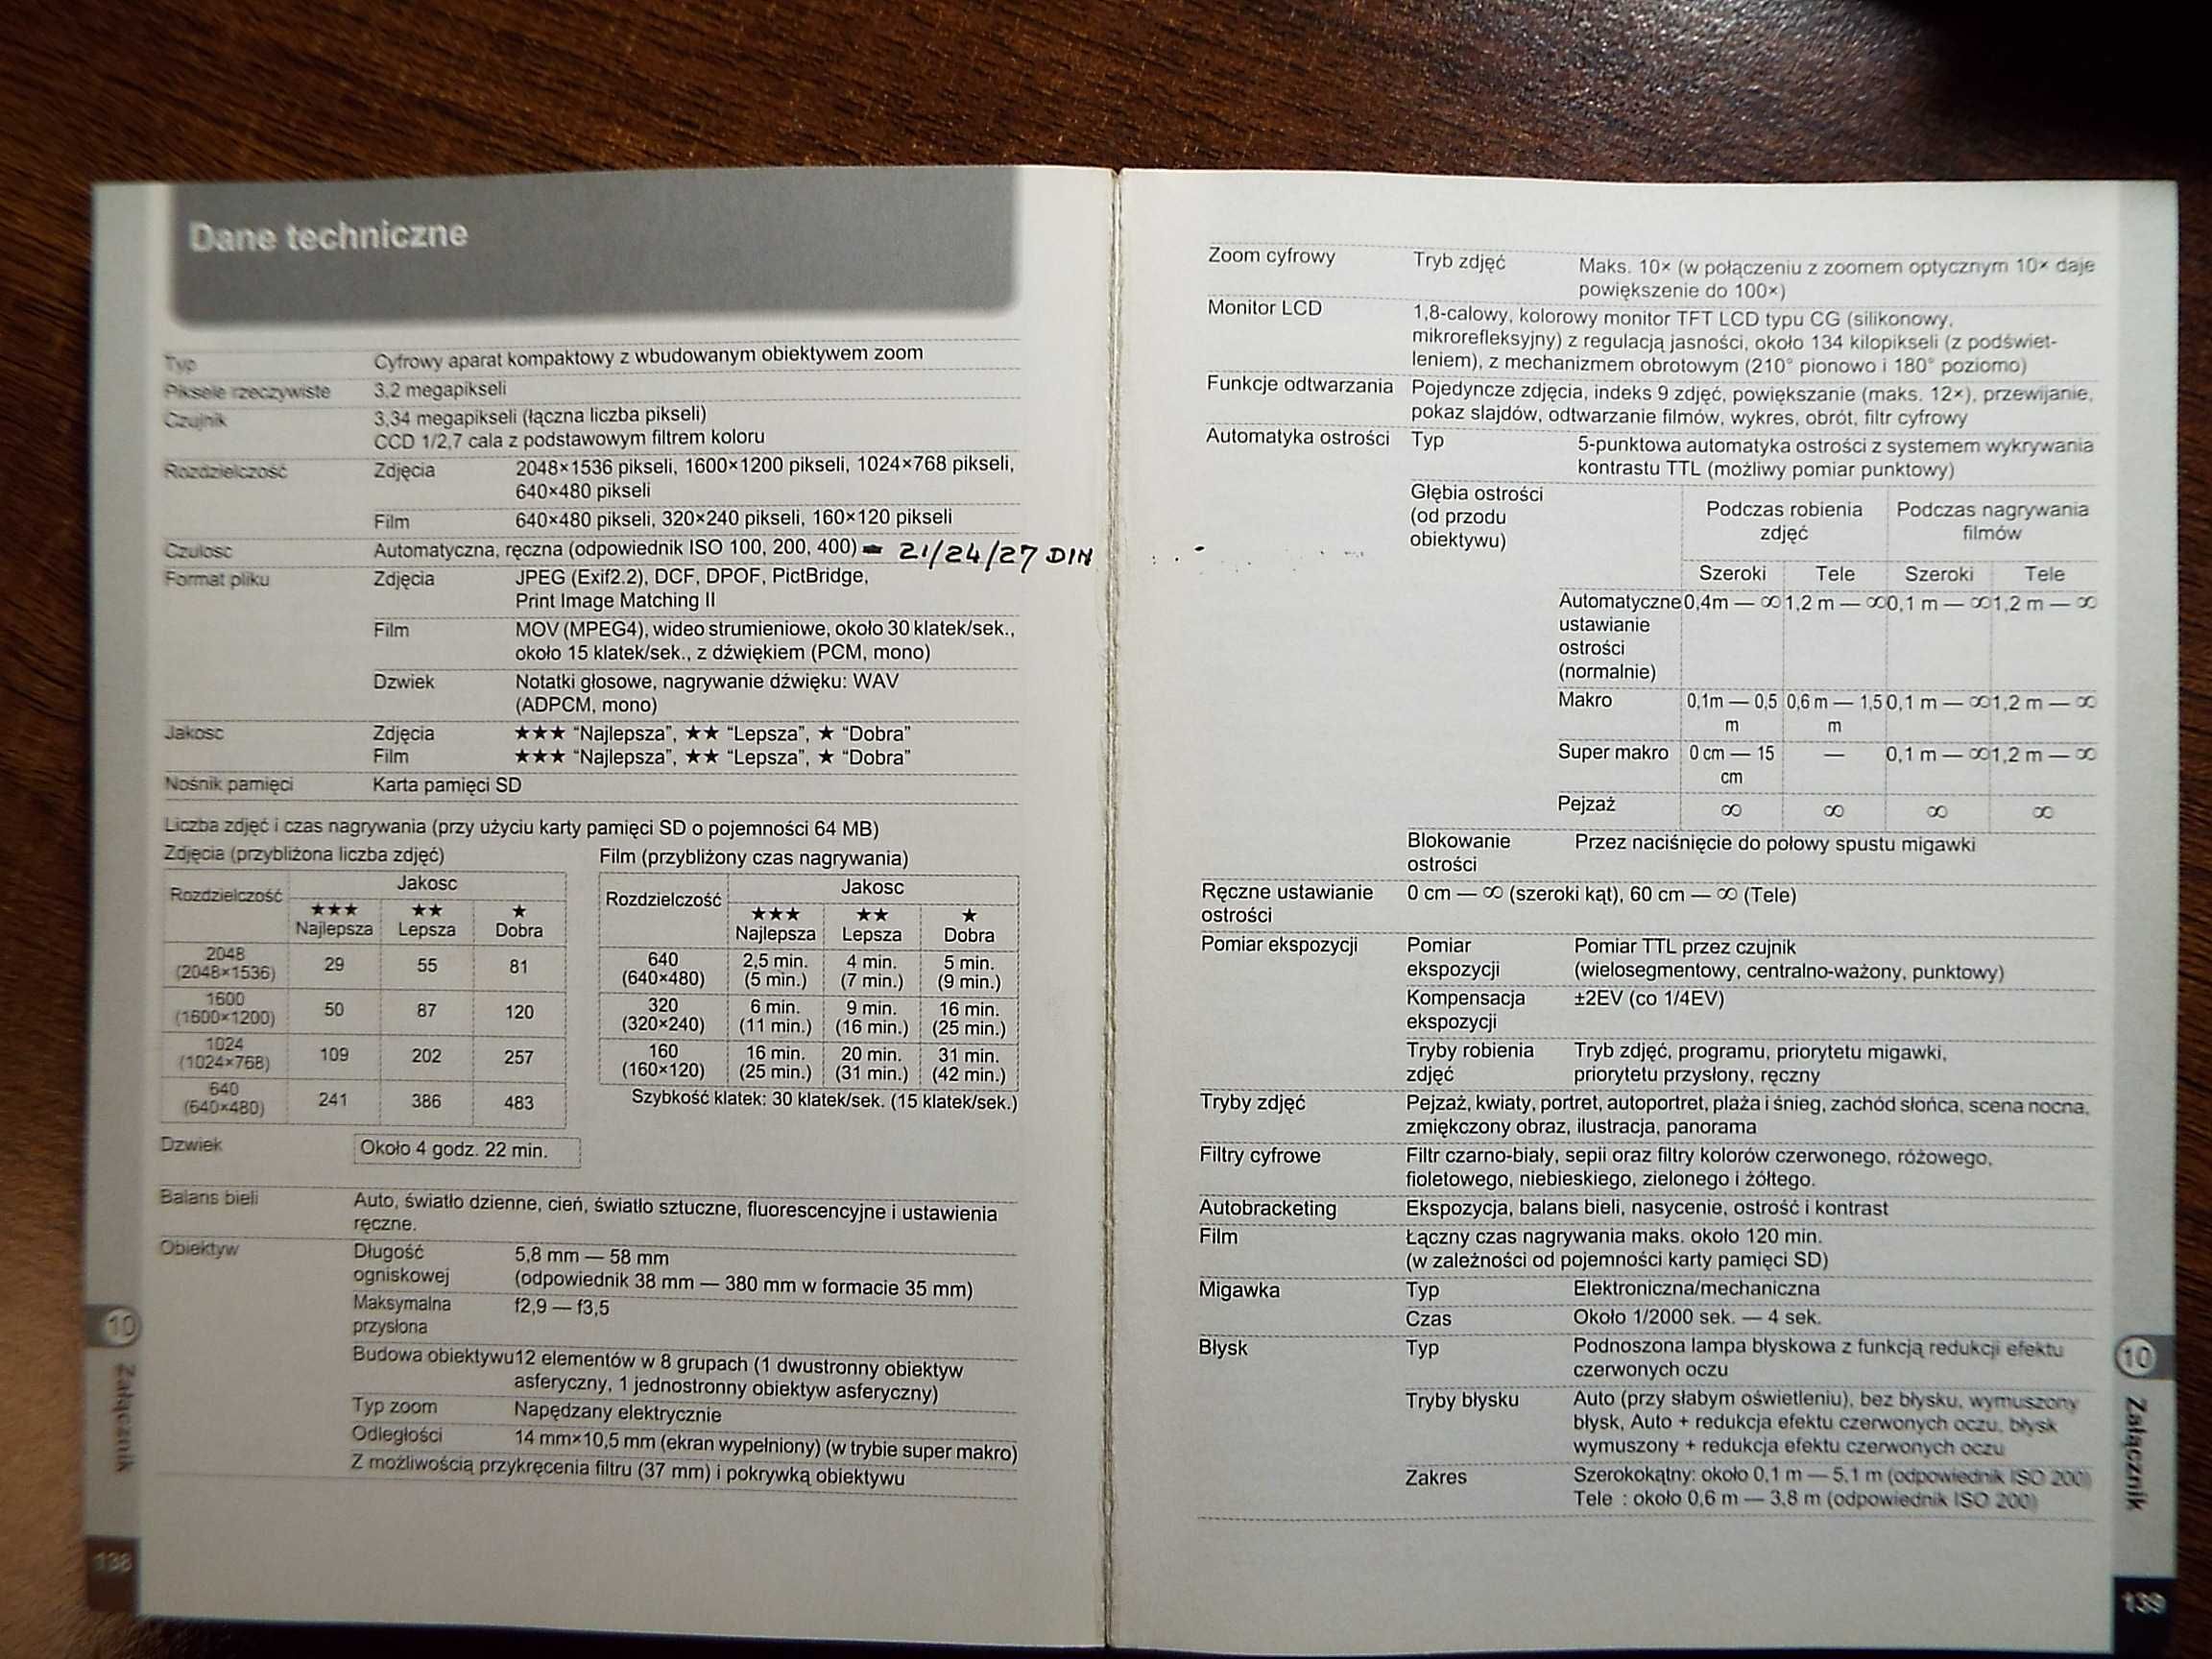 Dane techniczne
Typ Cyfrowy aparat kompaktowy z wbudowanym obiektywem zoom
Piksele rzeczywiste 3,2 megapikseli
Czujnik 3,34 megapikseli (łączna liczba pikseli)
CCD 1/2,7 cala z podstawowym filtrem koloru
Rozdzielczość Zdjęcia 2048×1536 pikseli, 1600×1200 pikseli, 1024×768 pikseli,
640×480 pikseli
Film 640×480 pikseli, 320×240 pikseli, 160×120 pikseli
Czulosc Automatyczna, ręczna (odpowiednik ISO 100, 200, 400) 21/24/27 DIN
Format pliku Zdjęcia JPEG (Exif2.2), DCF, DPOF, PictBridge,
Print Image Matching II
Film MOV (MPEG4), wideo strumieniowe, około 30 klatek/sek.,
około 15 klatek/sek., z dźwiękiem (PCM, mono)
Dzwiek Notatki głosowe, nagrywanie dźwięku: WAV
(ADPCM, mono)
Jakosc Zdjęcia ★★★ “Najlepsza”, ★★ “Lepsza”, ★ “Dobra”
Film ★★★ “Najlepsza”, ★★ “Lepsza”, ★ “Dobra”
Nośnik pamięci Karta pamięci SD
Liczba zdjęć i czas nagrywania (przy użyciu karty pamięci SD o pojemności 64 MB)
Zdjęcia (przybliżona liczba zdjęć)
Rozdzielczość Jakosc
★★★ ★★ ★
Najlepsza Lepsza Dobra
2048
(2048×1536) 29 55 81
1600
(1600×1200) 50 87 120
1024
(1024×768) 109 202 257
640
(640×480) 241 386 483
Film (przybliżony czas nagrywania)
Rozdzielczość Jakosc
★★★ ★★ ★
Najlepsza Lepsza Dobra
640 2,5 min. 4 min. 5 min.
(640×480) (5 min.) (7 min.) (9 min.)
320 6 min. 9 min. 16 min.
(320×240) (11 min.) (16 min.) (25 min.)
160 16 min. 20 min. 31 min.
(160×120) (25 min.) (31 min.) (42 min.)
Szybkość klatek: 30 klatek/sek. (15 klatek/sek.)
Dzwiek Około 4 godz. 22 min.
Balans bieli Auto, światło dzienne, cień, światło sztuczne, fluorescencyjne i ustawienia
ręczne.
Obiektyw Długość 5,8 mm — 58 mm
ogniskowej (odpowiednik 38 mm — 380 mm w formacie 35 mm)
Maksymalna f2,9 — f3,5
przysłona
Budowa obiektywu12 elementów w 8 grupach (1 dwustronny obiektyw
asferyczny, 1 jednostronny obiektyw asferyczny)
Typ zoom Napędzany elektrycznie
Odległości 14 mm×10,5 mm (ekran wypełniony) (w trybie super makro)
Z możliwością przykręcenia filtru (37 mm) i pokrywką obiektywu
10
Załącznik
138
Zoom cyfrowy Tryb zdjęć Maks. 10× (w połączeniu z zoomem optycznym 10× daje
powiększenie do 100×)
Monitor LCD 1,8-calowy, kolorowy monitor TFT LCD typu CG (silikonowy,
mikrorefleksyjny) z regulacją jasności, około 134 kilopikseli (z podświet-
leniem), z mechanizmem obrotowym (210° pionowo i 180° poziomo)
Funkcje odtwarzania Pojedyncze zdjęcia, indeks 9 zdjęć, powiększanie (maks. 12×), przewijanie,
pokaz slajdów, odtwarzanie filmów, wykres, obrót, filtr cyfrowy
Automatyka ostrości Typ 5-punktowa automatyka ostrości z systemem wykrywania
kontrastu TTL (możliwy pomiar punktowy)
Głębia ostrości
(od przodu
obiektywu)
Podczas robienia Podczas nagrywania
zdjęć filmów
Szeroki Tele Szeroki Tele
Automatyczne 0,4m — ∞ 1,2 m — ∞ 0,1 m — ∞ 1,2 m — ∞
ustawianie
ostrości
(normalnie)
Makro 0,1m — 0,5 0,6 m — 1,5 0,1 m — ∞ 1,2 m — ∞
m m
Super makro 0 cm — 15 — 0,1 m — ∞ 1,2 m — ∞
cm
Pejzaż ∞ ∞ ∞ ∞
Blokowanie Przez naciśnięcie do połowy spustu migawki
ostrości
Ręczne ustawianie 0 cm — ∞ (szeroki kąt), 60 cm — ∞ (Tele)
ostrości
Pomiar ekspozycji Pomiar Pomiar TTL przez czujnik
ekspozycji (wielosegmentowy, centralno-ważony, punktowy)
Kompensacja ±2EV (co 1/4EV)
ekspozycji
Tryby robienia Tryb zdjęć, programu, priorytetu migawki,
zdjęć priorytetu przysłony, ręczny
Tryby zdjęć Pejzaż, kwiaty, portret, autoportret, plaża i śnieg, zachód słońca, scena nocna,
zmiękczony obraz, ilustracja, panorama
Filtry cyfrowe Filtr czarno-biały, sepii oraz filtry kolorów czerwonego, różowego,
fioletowego, niebieskiego, zielonego i żółtego.
Autobracketing Ekspozycja, balans bieli, nasycenie, ostrość i kontrast
Film Łączny czas nagrywania maks. około 120 min.
(w zależności od pojemności karty pamięci SD)
Migawka Typ Elektroniczna/mechaniczna
Czas Około 1/2000 sek. — 4 sek.
Błysk Typ Podnoszona lampa błyskowa z funkcją redukcji efektu
czerwonych oczu
Tryby błysku Auto (przy słabym oświetleniu), bez błysku, wymuszony
błysk, Auto + redukcja efektu czerwonych oczu, błysk
wymuszony + redukcja efektu czerwonych oczu
Zakres Szerokokątny: około 0,1 m — 5,1 m (odpowiednik ISO 200)
Tele : około 0,6 m — 3,8 m (odpowiednik ISO 200)
10
Załącznik
139